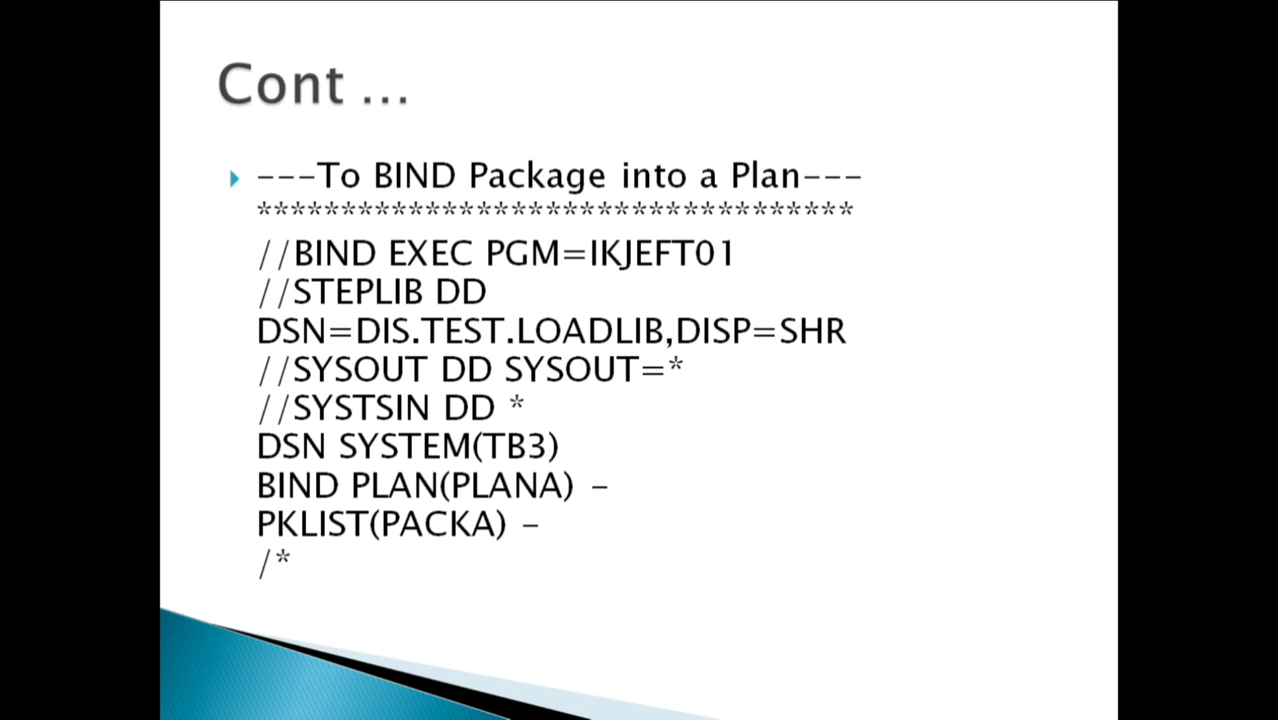 Cont ...
---To BIND Package into a Plan---
***********************************
//BIND EXEC PGM=IKJEFT01
//STEPLIB DD
DSN=DIS.TEST.LOADLIB,DISP=SHR
//SYSOUT DD SYSOUT=*
//SYSTSIN DD *
DSN SYSTEM(TB3)
BIND PLAN(PLANA) -
PKLIST(PACKA) -
/*